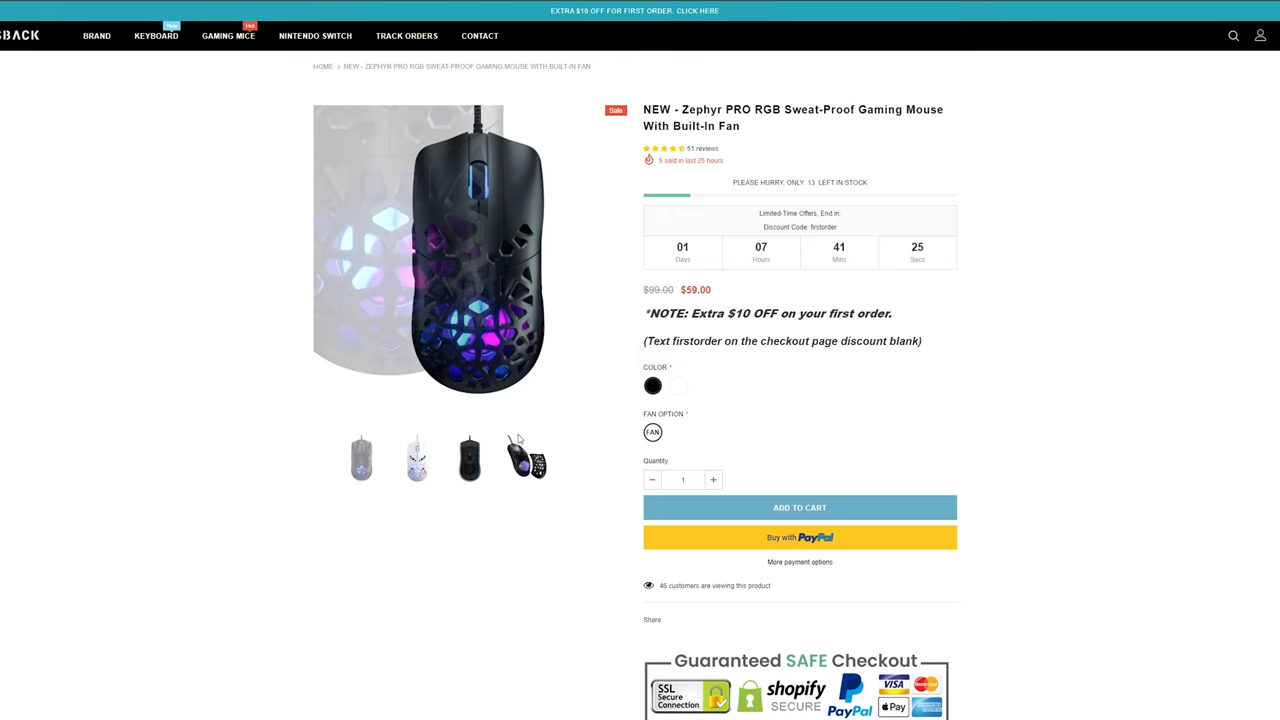 EXTRA $10 OFF FOR FIRST ORDER. CLICK HERE
SBACK
BRAND
KEYBOARD
New
GAMING MICE
Hot
NINTENDO SWITCH
TRACK ORDERS
CONTACT
HOME > NEW - ZEPHYR PRO RGB SWEAT-PROOF GAMING MOUSE WITH BUILT-IN FAN
Sale
NEW - Zephyr PRO RGB Sweat-Proof Gaming Mouse
With Built-In Fan
51 reviews
5 sold in last 25 hours
PLEASE HURRY, ONLY 13 LEFT IN STOCK
Limited-Time Offers, End in:
Discount Code: firstorder
01 07 41 25
Days Hours Mins Secs
$99.00 $59.00
*NOTE: Extra $10 OFF on your first order.
(Text firstorder on the checkout page discount blank)
COLOR *
FAN OPTION *
FAN
Quantity:
− 1 +
ADD TO CART
Buy with PayPal
More payment options
46 customers are viewing this product
Share
Guaranteed SAFE Checkout
SSL
Secure
Connection
shopify
SECURE
PayPal
VISA
MasterCard
Pay